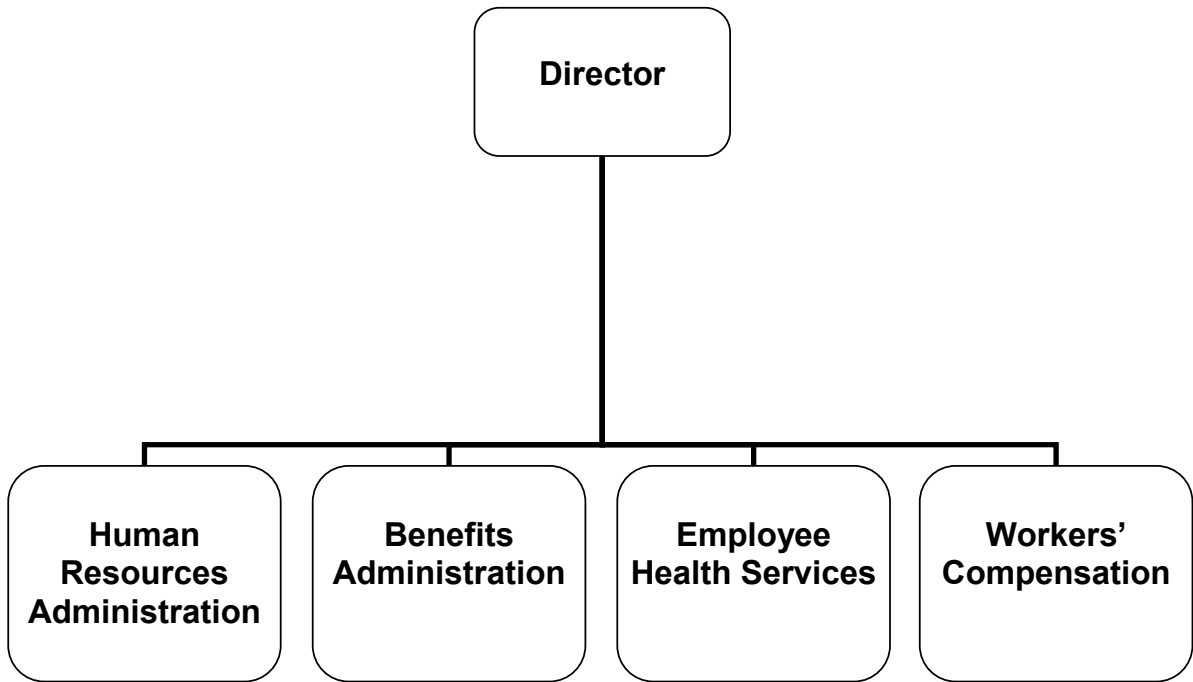 Director
Human
Resources
Administration
Benefits
Administration
Employee
Health Services
Workers’
Compensation